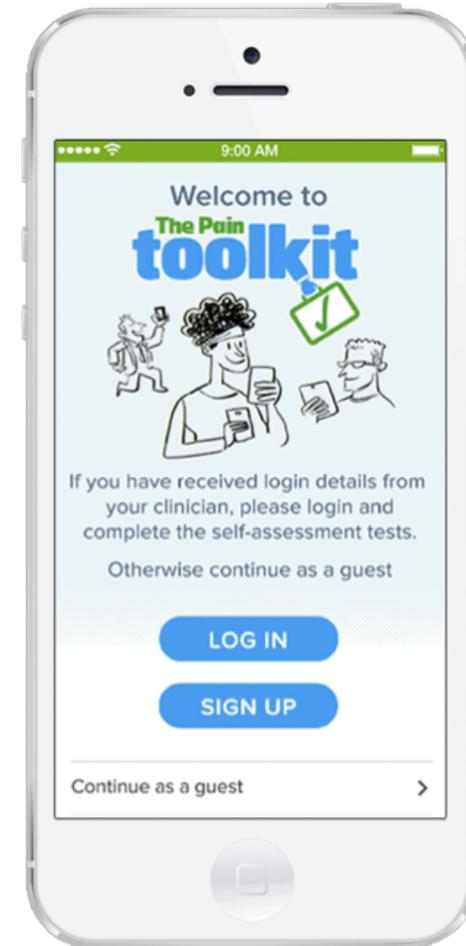 9:00 AM
Welcome to
The Pain
toolkit
If you have received login details from
your clinician, please login and
complete the self-assessment tests.
Otherwise continue as a guest
LOG IN
SIGN UP
Continue as a guest